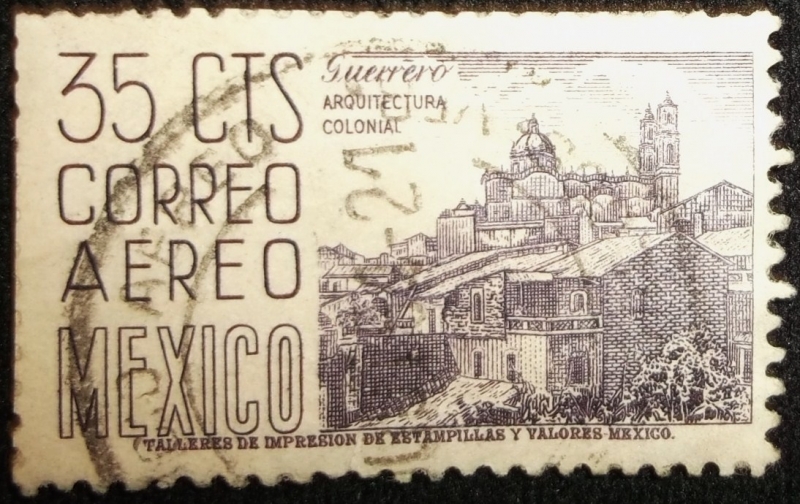 35 CTS
CORREO
AEREO
MEXICO
Guerrero
ARQUITECTURA
COLONIAL
TALLERES DE IMPRESION DE ESTAMPILLAS Y VALORES-MEXICO.